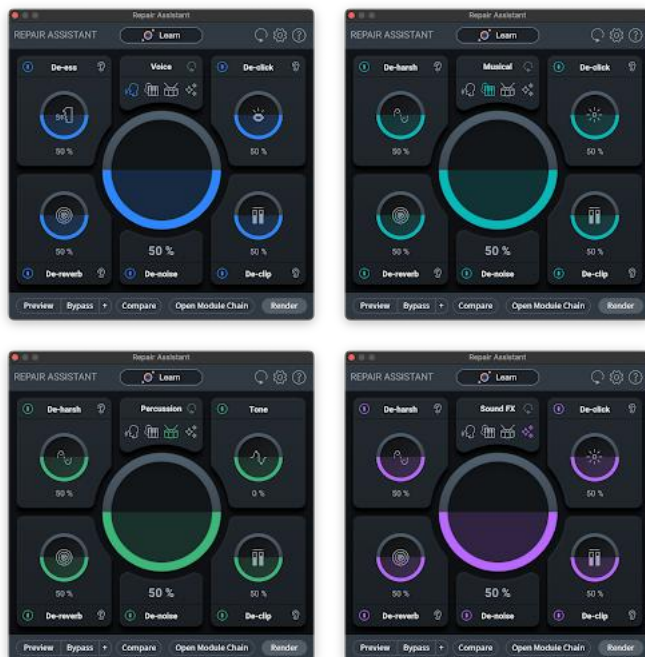 Repair Assistant
REPAIR ASSISTANT Learn
De-ess Voice De-click
50 % 50 %
50 %
50 % 50 %
De-reverb De-noise De-clip
Preview Bypass + Compare Open Module Chain Render
Repair Assistant
REPAIR ASSISTANT Learn
De-harsh Musical De-click
50 % 50 %
50 %
50 % 50 %
De-reverb De-noise De-clip
Preview Bypass + Compare Open Module Chain Render
Repair Assistant
REPAIR ASSISTANT Learn
De-harsh Percussion Tone
50 % 0 %
50 %
50 % 50 %
De-reverb De-noise De-clip
Preview Bypass + Compare Open Module Chain Render
Repair Assistant
REPAIR ASSISTANT Learn
De-harsh Sound FX De-click
50 % 50 %
50 %
50 % 50 %
De-reverb De-noise De-clip
Preview Bypass + Compare Open Module Chain Render